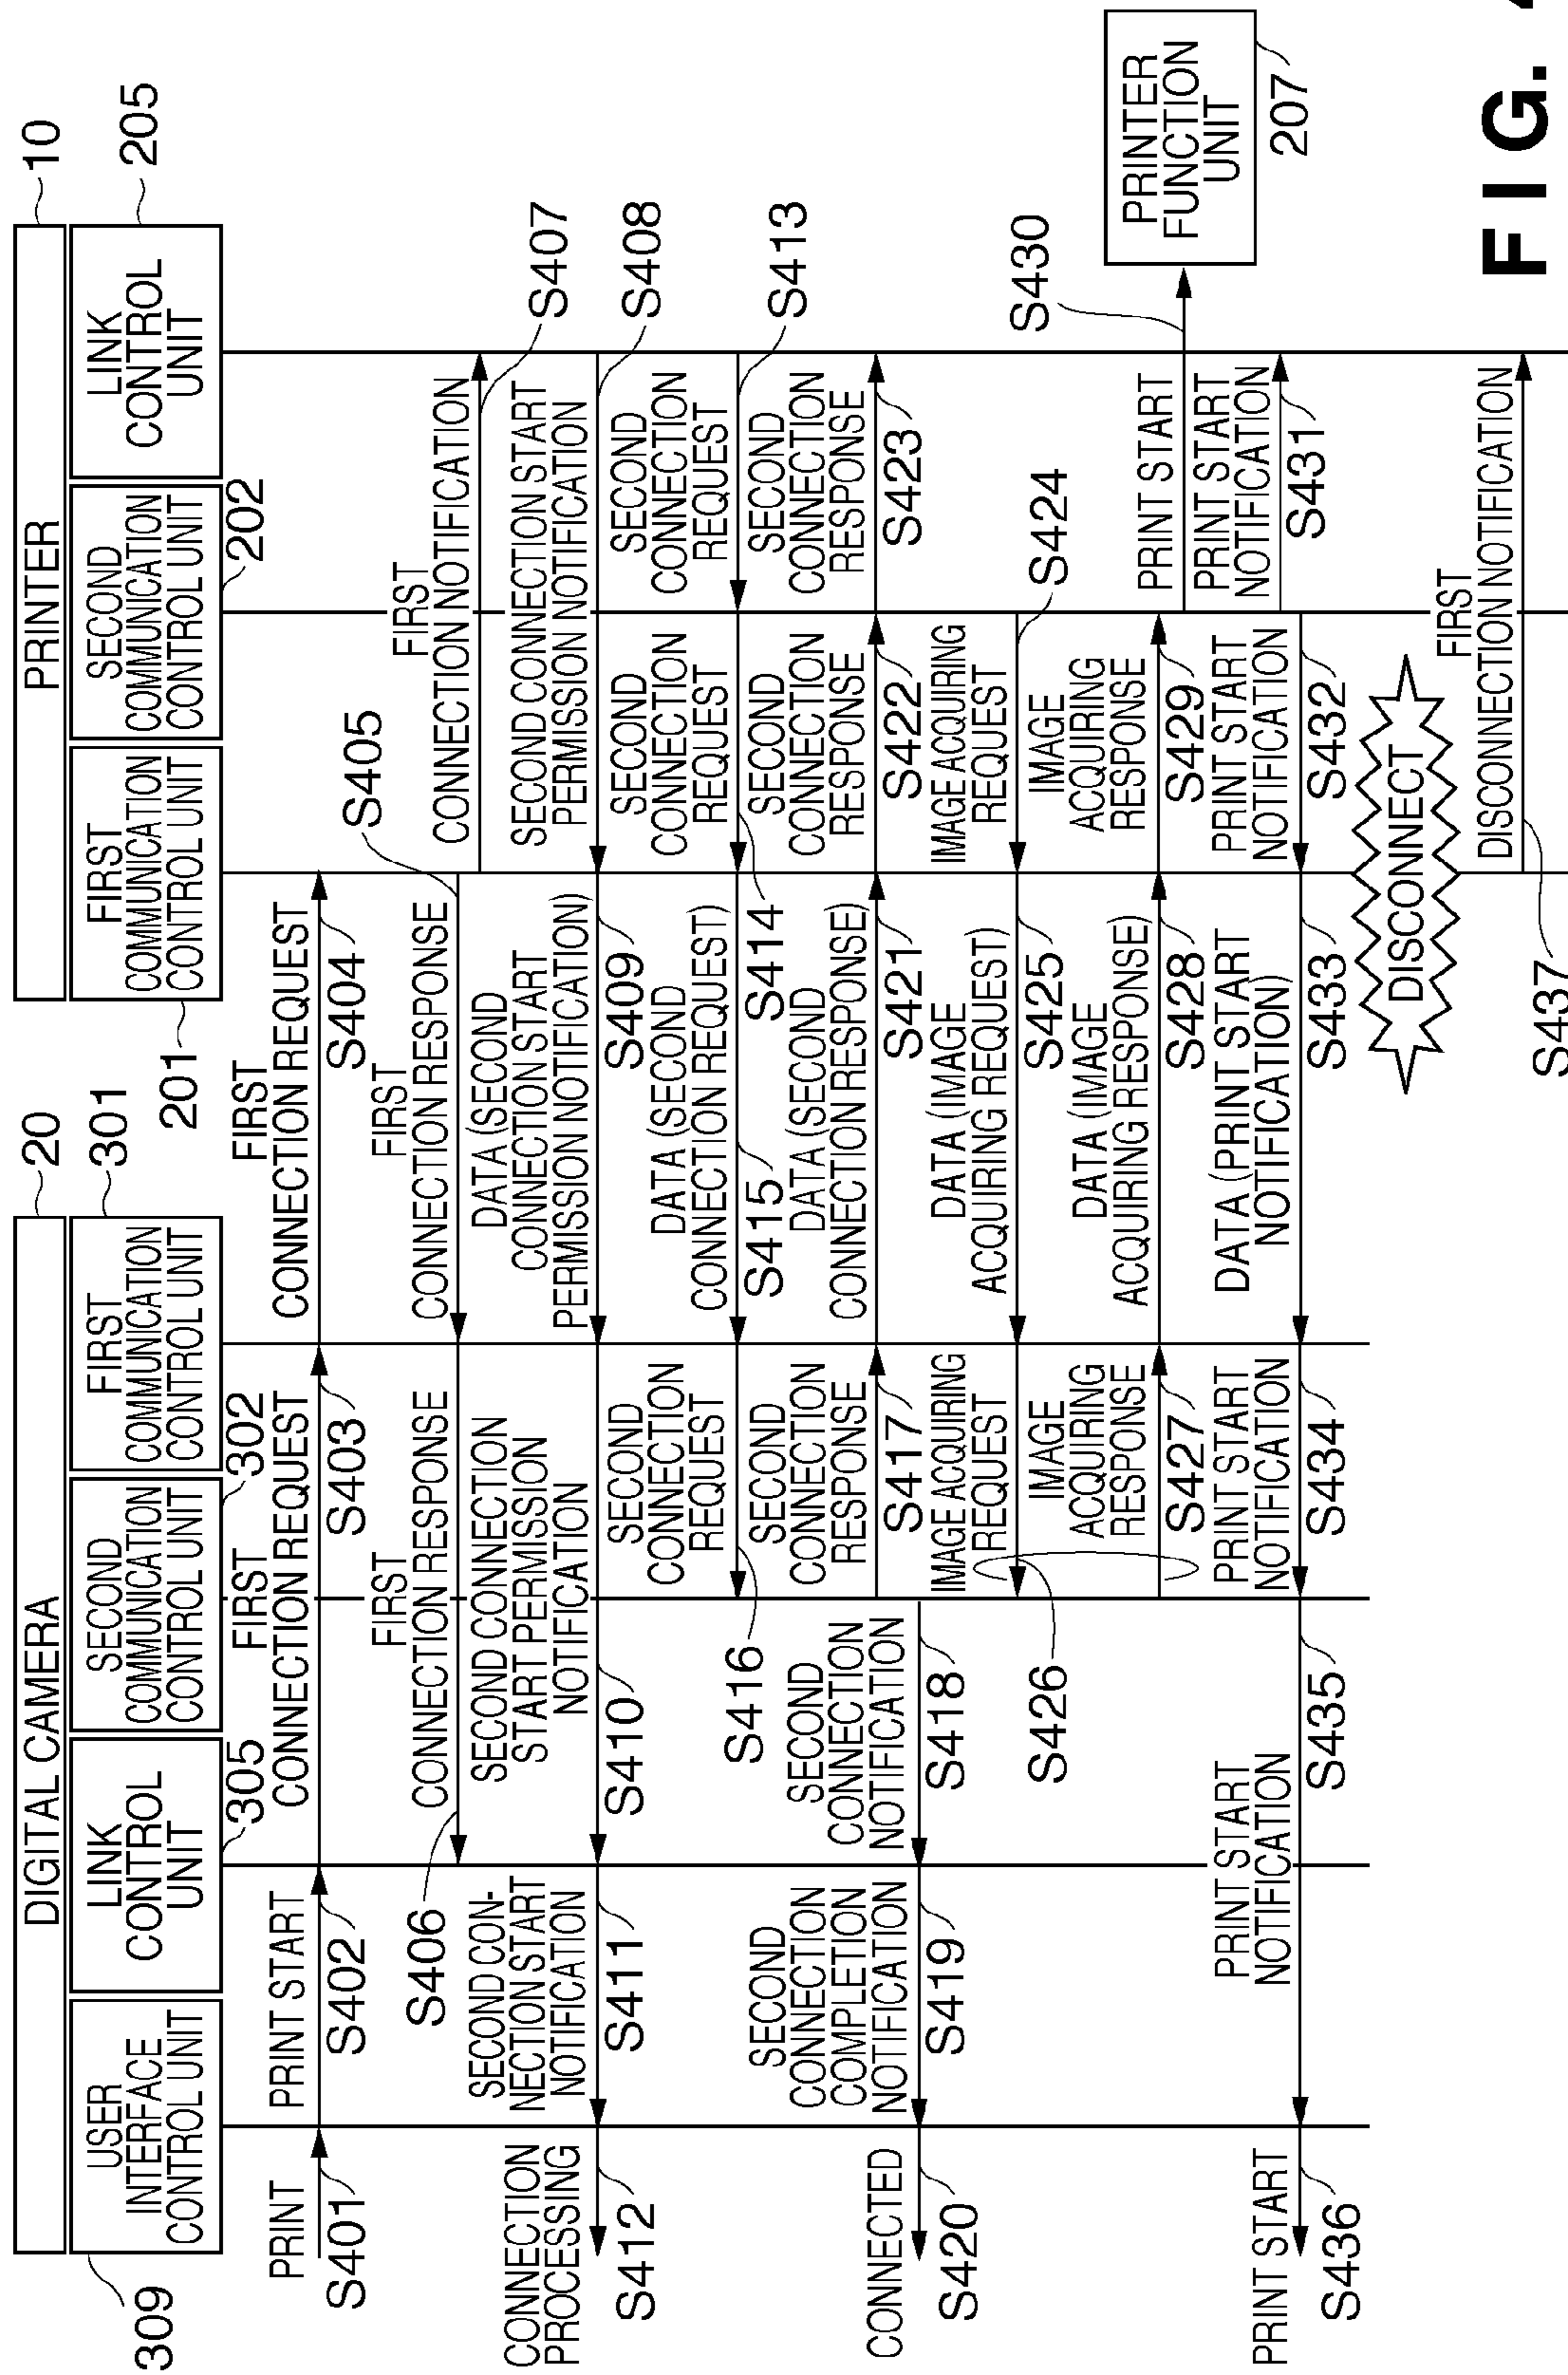 DIGITAL CAMERA
20
PRINTER
10
309
USER
INTERFACE
CONTROL UNIT
LINK
CONTROL
UNIT
305
SECOND
COMMUNICATION
CONTROL UNIT
302
FIRST
COMMUNICATION
CONTROL UNIT
301
FIRST
COMMUNICATION
CONTROL UNIT
201
SECOND
COMMUNICATION
CONTROL UNIT
202
LINK
CONTROL
UNIT
205
PRINT
S401
PRINT START
S402
FIRST
CONNECTION REQUEST
S403
FIRST
CONNECTION REQUEST
S404
FIRST
CONNECTION RESPONSE
S405
FIRST
CONNECTION RESPONSE
S406
FIRST
CONNECTION NOTIFICATION
S407
SECOND CONNECTION START
PERMISSION NOTIFICATION
S408
DATA (SECOND
CONNECTION START
PERMISSION NOTIFICATION)
S409
SECOND CONNECTION
START PERMISSION
NOTIFICATION
S410
SECOND CON-
NECTION START
NOTIFICATION
S411
CONNECTION
PROCESSING
S412
SECOND
CONNECTION
REQUEST
S413
SECOND
CONNECTION
REQUEST
S414
DATA (SECOND
CONNECTION REQUEST)
S415
SECOND
CONNECTION
REQUEST
S416
SECOND
CONNECTION
RESPONSE
S417
SECOND
CONNECTION
NOTIFICATION
S418
SECOND
CONNECTION
COMPLETION
NOTIFICATION
S419
CONNECTED
S420
DATA (SECOND
CONNECTION RESPONSE)
S421
SECOND
CONNECTION
RESPONSE
S422
SECOND
CONNECTION
RESPONSE
S423
IMAGE ACQUIRING
REQUEST
S424
DATA (IMAGE
ACQUIRING REQUEST)
S425
IMAGE ACQUIRING
REQUEST
S426
IMAGE
ACQUIRING
RESPONSE
S427
DATA (IMAGE
ACQUIRING RESPONSE)
S428
IMAGE
ACQUIRING
RESPONSE
S429
PRINT START
S430
PRINTER
FUNCTION
UNIT
207
PRINT START
NOTIFICATION
S431
PRINT START
NOTIFICATION
S432
DATA (PRINT START
NOTIFICATION)
S433
PRINT START
NOTIFICATION
S434
PRINT START
NOTIFICATION
S435
PRINT START
S436
DISCONNECT
FIRST
DISCONNECTION NOTIFICATION
S437
FIG.